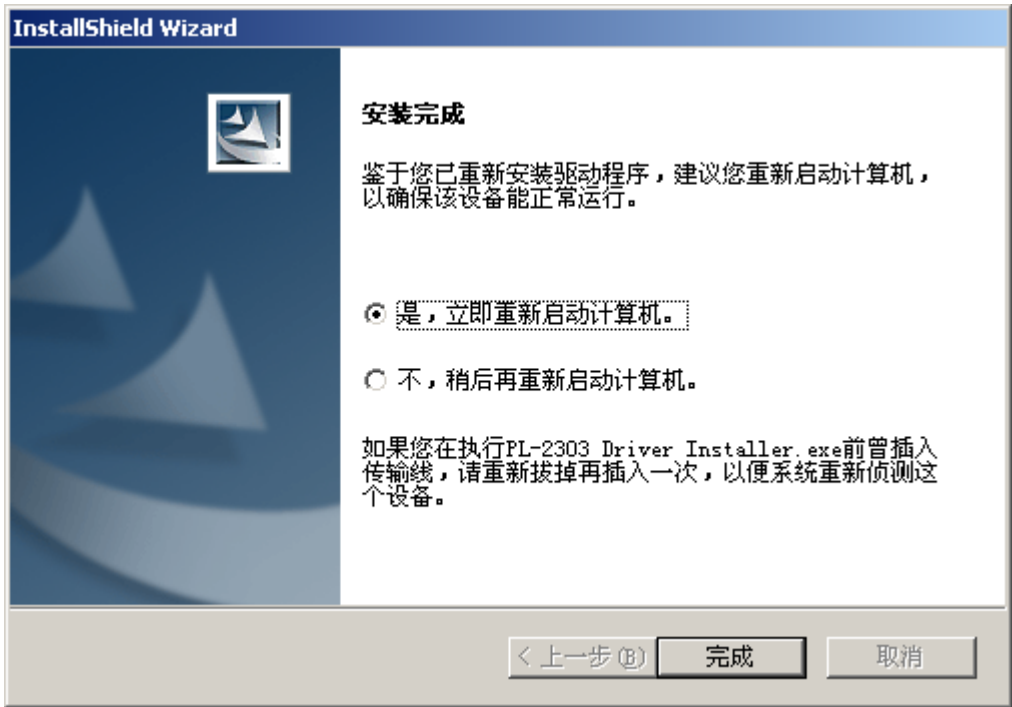 InstallShield Wizard
安装完成
鉴于您已重新安装驱动程序，建议您重新启动计算机，
以确保该设备能正常运行。
是，立即重新启动计算机。
不，稍后再重新启动计算机。
如果您在执行PL-2303 Driver Installer.exe前曾插入
传输线，请重新拔掉再插入一次，以便系统重新侦测这
个设备。
< 上一步(B) 完成 取消